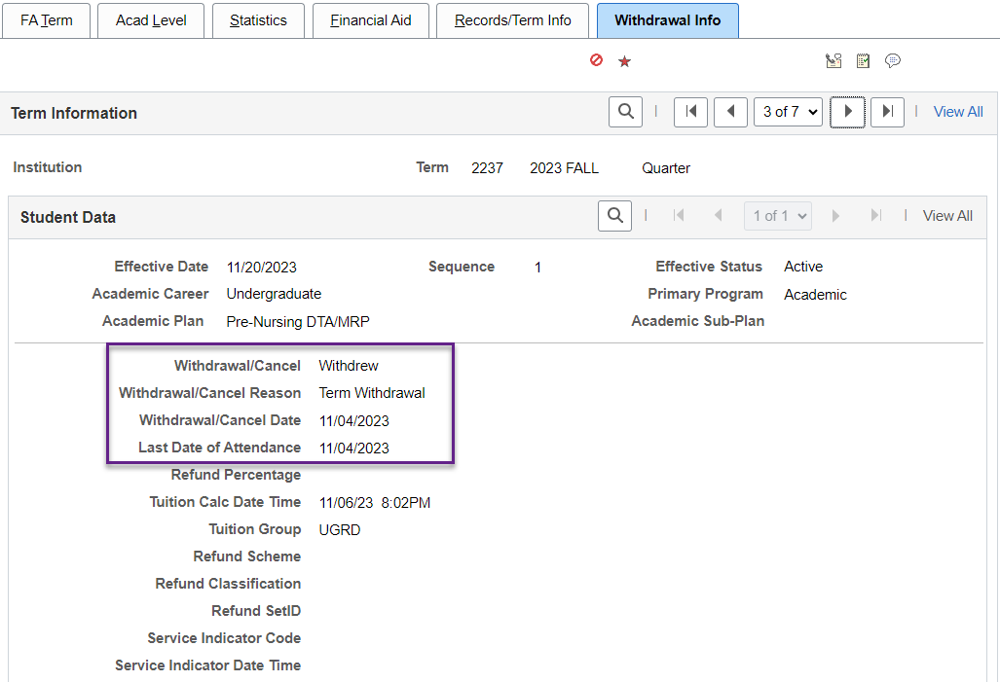 FA Term Acad Level Statistics Financial Aid Records/Term Info Withdrawal Info
Term Information 3 of 7 View All
Institution Term 2237 2023 FALL Quarter
Student Data 1 of 1 View All
Effective Date 11/20/2023 Sequence 1 Effective Status Active
Academic Career Undergraduate Primary Program Academic
Academic Plan Pre-Nursing DTA/MRP Academic Sub-Plan
Withdrawal/Cancel Withdrew
Withdrawal/Cancel Reason Term Withdrawal
Withdrawal/Cancel Date 11/04/2023
Last Date of Attendance 11/04/2023
Refund Percentage
Tuition Calc Date Time 11/06/23 8:02PM
Tuition Group UGRD
Refund Scheme
Refund Classification
Refund SetID
Service Indicator Code
Service Indicator Date Time